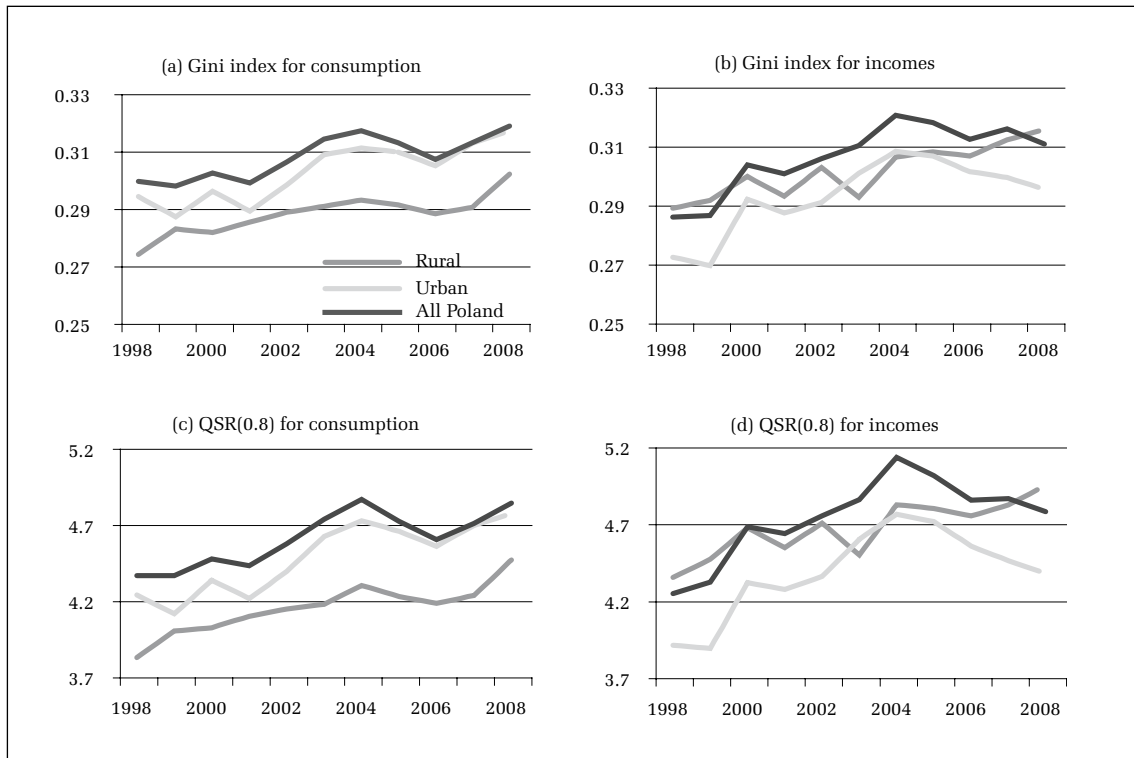 (a) Gini index for consumption
0.33
0.31
0.29
0.27
0.25
Rural
Urban
All Poland
1998 2000 2002 2004 2006 2008
(b) Gini index for incomes
0.33
0.31
0.29
0.27
0.25
1998 2000 2002 2004 2006 2008
(c) QSR(0.8) for consumption
5.2
4.7
4.2
3.7
1998 2000 2002 2004 2006 2008
(d) QSR(0.8) for incomes
5.2
4.7
4.2
3.7
1998 2000 2002 2004 2006 2008